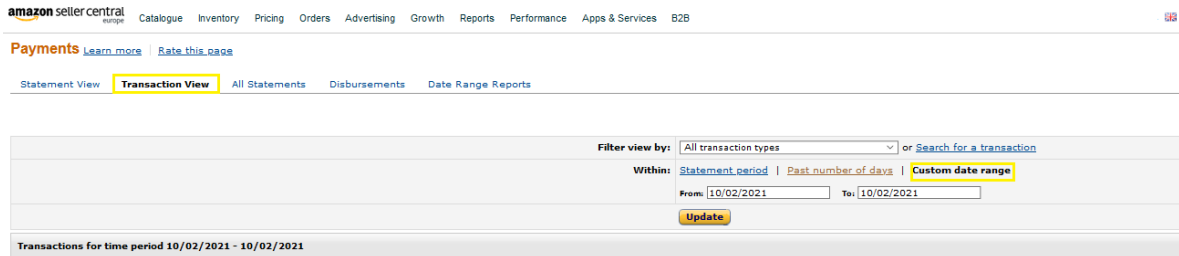 amazon seller central europe Catalogue Inventory Pricing Orders Advertising Growth Reports Performance Apps & Services B2B
Payments Learn more | Rate this page
Statement View Transaction View All Statements Disbursements Date Range Reports
Filter view by: All transaction types or Search for a transaction
Within: Statement period | Past number of days | Custom date range
From: 10/02/2021 To: 10/02/2021
Update
Transactions for time period 10/02/2021 - 10/02/2021